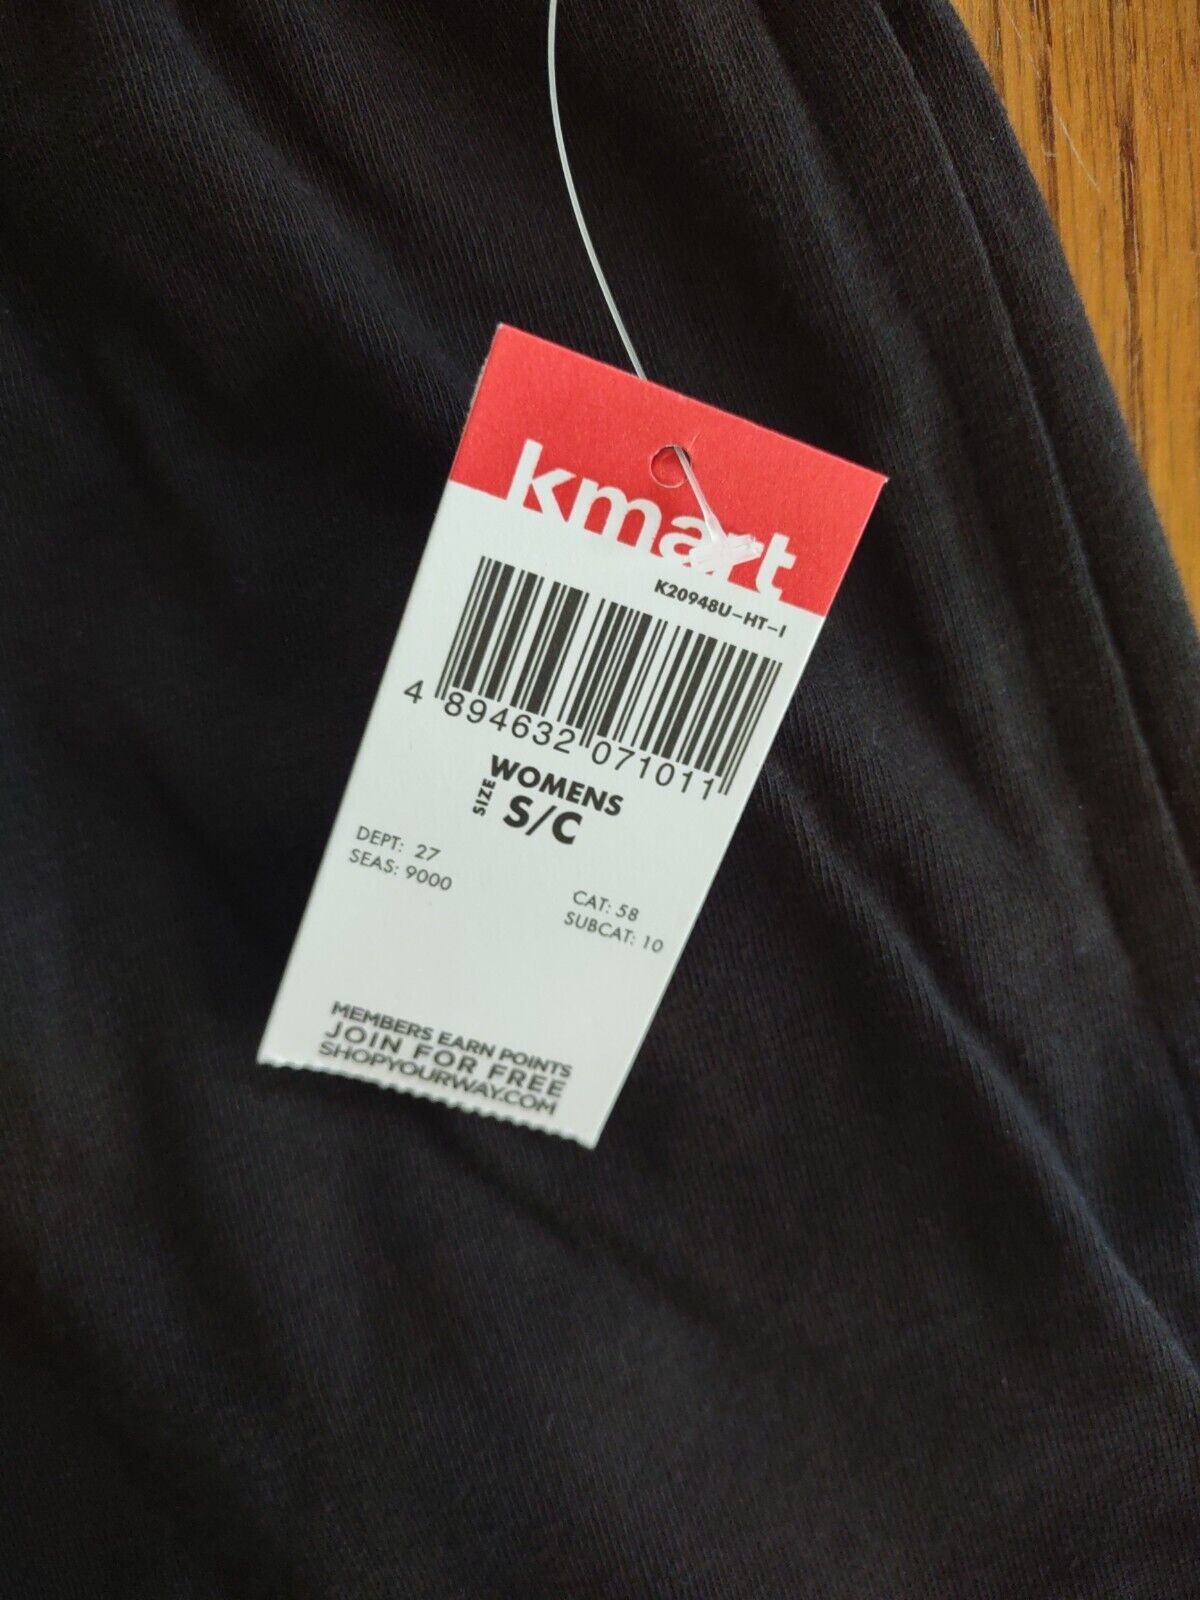 kmart
K20948U-HT-I
4 894632 071011
WOMENS
SIZE S/C
DEPT: 27
SEAS: 9000
CAT: 58
SUBCAT: 10
MEMBERS EARN POINTS
JOIN FOR FREE
SHOPYOURWAY.COM